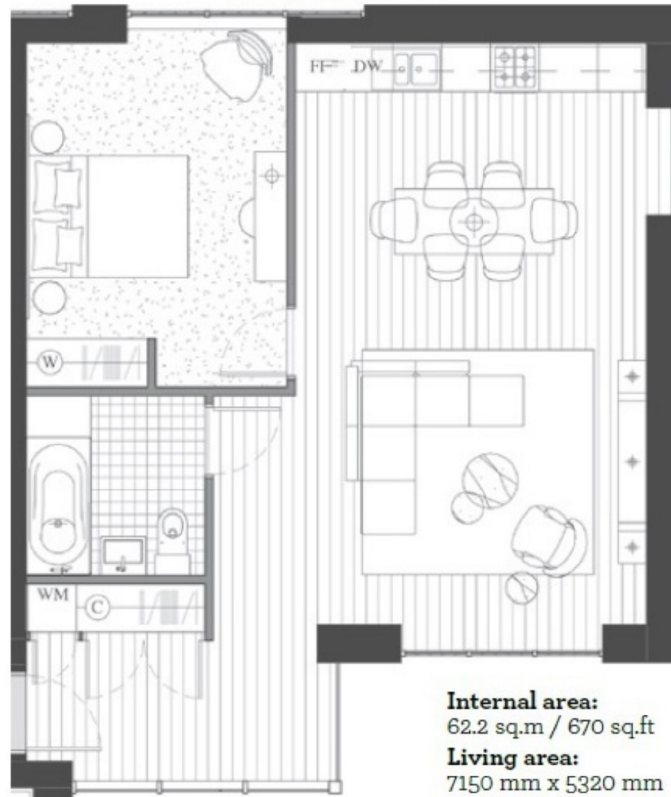 FF DW
W
WM C
Internal area:
62.2 sq.m / 670 sq.ft
Living area:
7150 mm x 5320 mm